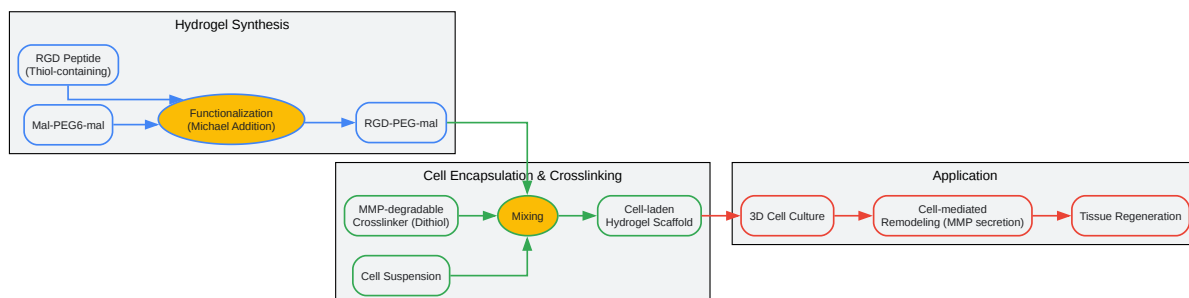 Hydrogel Synthesis
RGD Peptide
(Thiol-containing)
Mal-PEG6-mal
Functionalization
(Michael Addition)
RGD-PEG-mal
Cell Encapsulation & Crosslinking
MMP-degradable
Crosslinker (Dithiol)
Mixing
Cell-laden
Hydrogel Scaffold
Cell Suspension
Application
3D Cell Culture
Cell-mediated
Remodeling (MMP secretion)
Tissue Regeneration